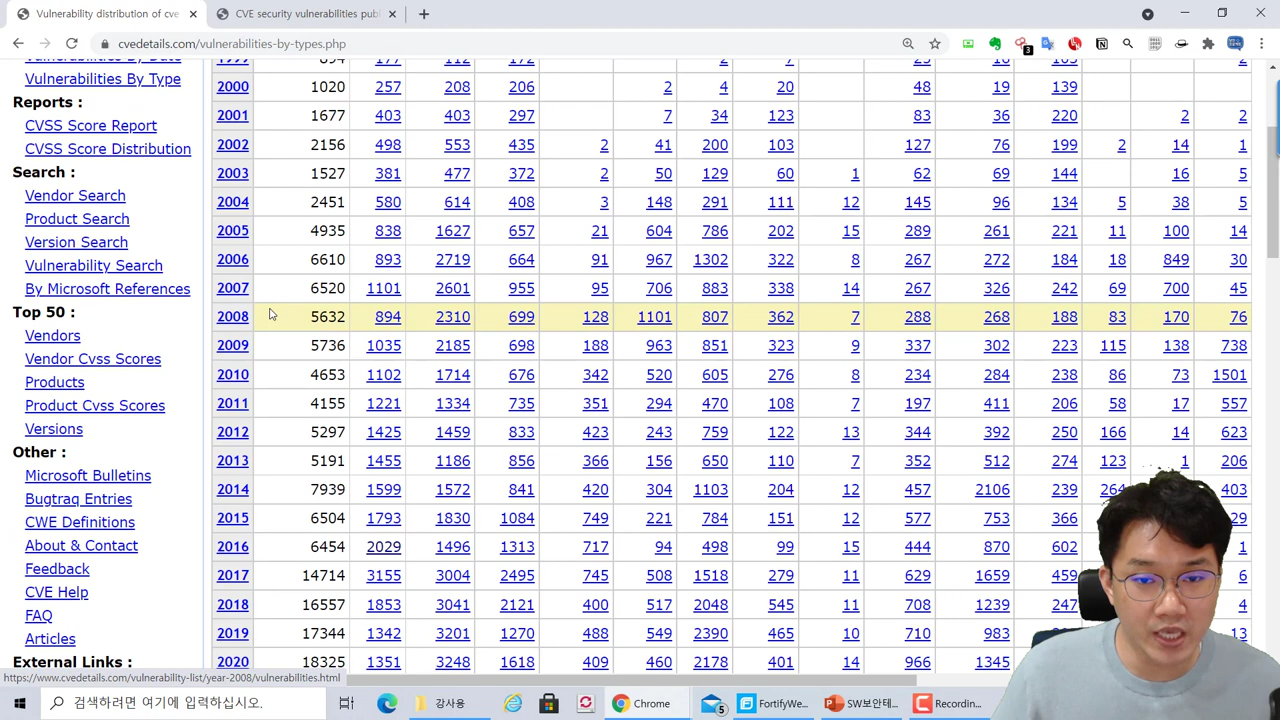 Vulnerability distribution of cve
CVE security vulnerabilities publ
cvedetails.com/vulnerabilities-by-types.php
3
Vulnerabilities By Date
Vulnerabilities By Type
Reports :
CVSS Score Report
CVSS Score Distribution
Search :
Vendor Search
Product Search
Version Search
Vulnerability Search
By Microsoft References
Top 50 :
Vendors
Vendor Cvss Scores
Products
Product Cvss Scores
Versions
Other :
Microsoft Bulletins
Bugtraq Entries
CWE Definitions
About & Contact
Feedback
CVE Help
FAQ
Articles
External Links :
1999 894 177 112 172 2 7 25 16 103 2
2000 1020 257 208 206 2 4 20 48 19 139
2001 1677 403 403 297 7 34 123 83 36 220 2 2
2002 2156 498 553 435 2 41 200 103 127 76 199 2 14 1
2003 1527 381 477 372 2 50 129 60 1 62 69 144 16 5
2004 2451 580 614 408 3 148 291 111 12 145 96 134 5 38 5
2005 4935 838 1627 657 21 604 786 202 15 289 261 221 11 100 14
2006 6610 893 2719 664 91 967 1302 322 8 267 272 184 18 849 30
2007 6520 1101 2601 955 95 706 883 338 14 267 326 242 69 700 45
2008 5632 894 2310 699 128 1101 807 362 7 288 268 188 83 170 76
2009 5736 1035 2185 698 188 963 851 323 9 337 302 223 115 138 738
2010 4653 1102 1714 676 342 520 605 276 8 234 284 238 86 73 1501
2011 4155 1221 1334 735 351 294 470 108 7 197 411 206 58 17 557
2012 5297 1425 1459 833 423 243 759 122 13 344 392 250 166 14 623
2013 5191 1455 1186 856 366 156 650 110 7 352 512 274 123 1 206
2014 7939 1599 1572 841 420 304 1103 204 12 457 2106 239 264 403
2015 6504 1793 1830 1084 749 221 784 151 12 577 753 366 29
2016 6454 2029 1496 1313 717 94 498 99 15 444 870 602 1
2017 14714 3155 3004 2495 745 508 1518 279 11 629 1659 459 6
2018 16557 1853 3041 2121 400 517 2048 545 11 708 1239 247 4
2019 17344 1342 3201 1270 488 549 2390 465 10 710 983 13
2020 18325 1351 3248 1618 409 460 2178 401 14 966 1345
https://www.cvedetails.com/vulnerability-list/year-2008/vulnerabilities.html
검색하려면 여기에 입력하십시오.
강사용
Chrome
5
FortifyWe...
SW보안테...
Recordin...